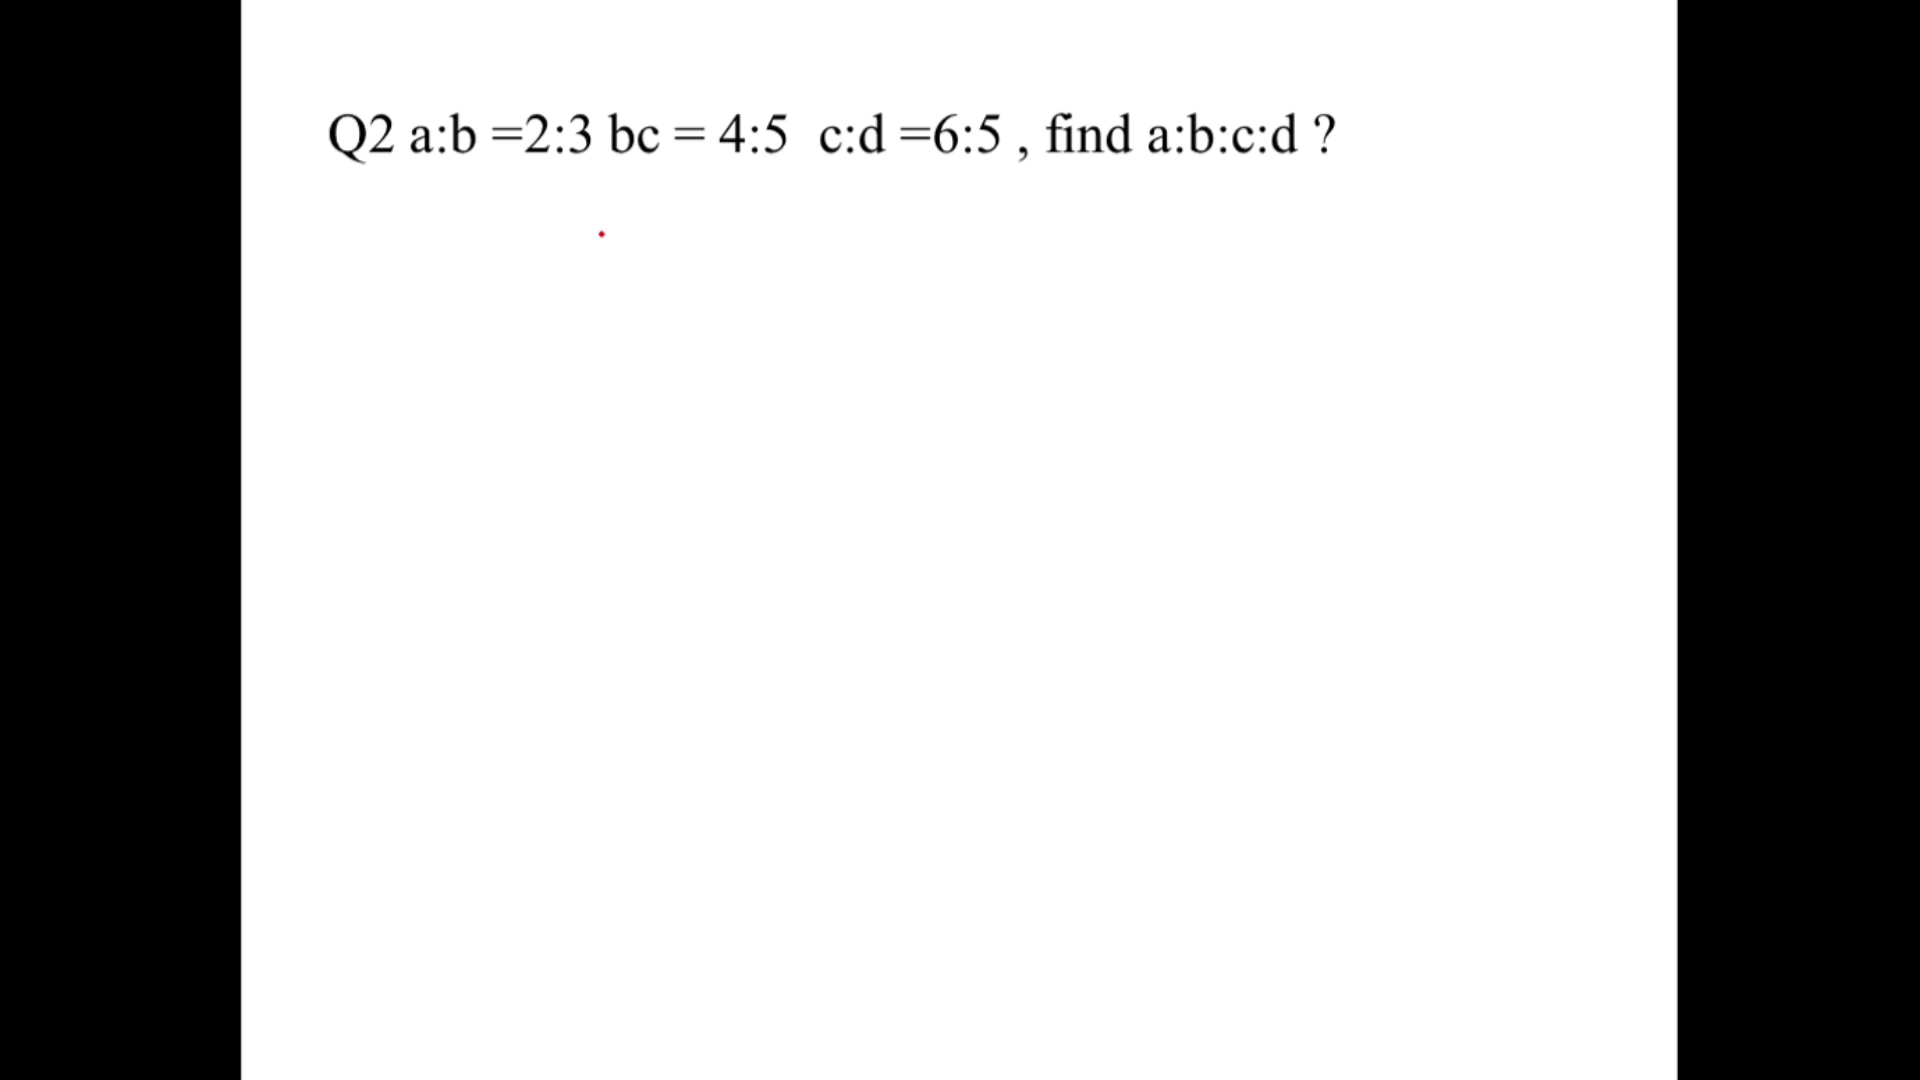 Q2 a:b =2:3 bc = 4:5  c:d =6:5 , find a:b:c:d ?